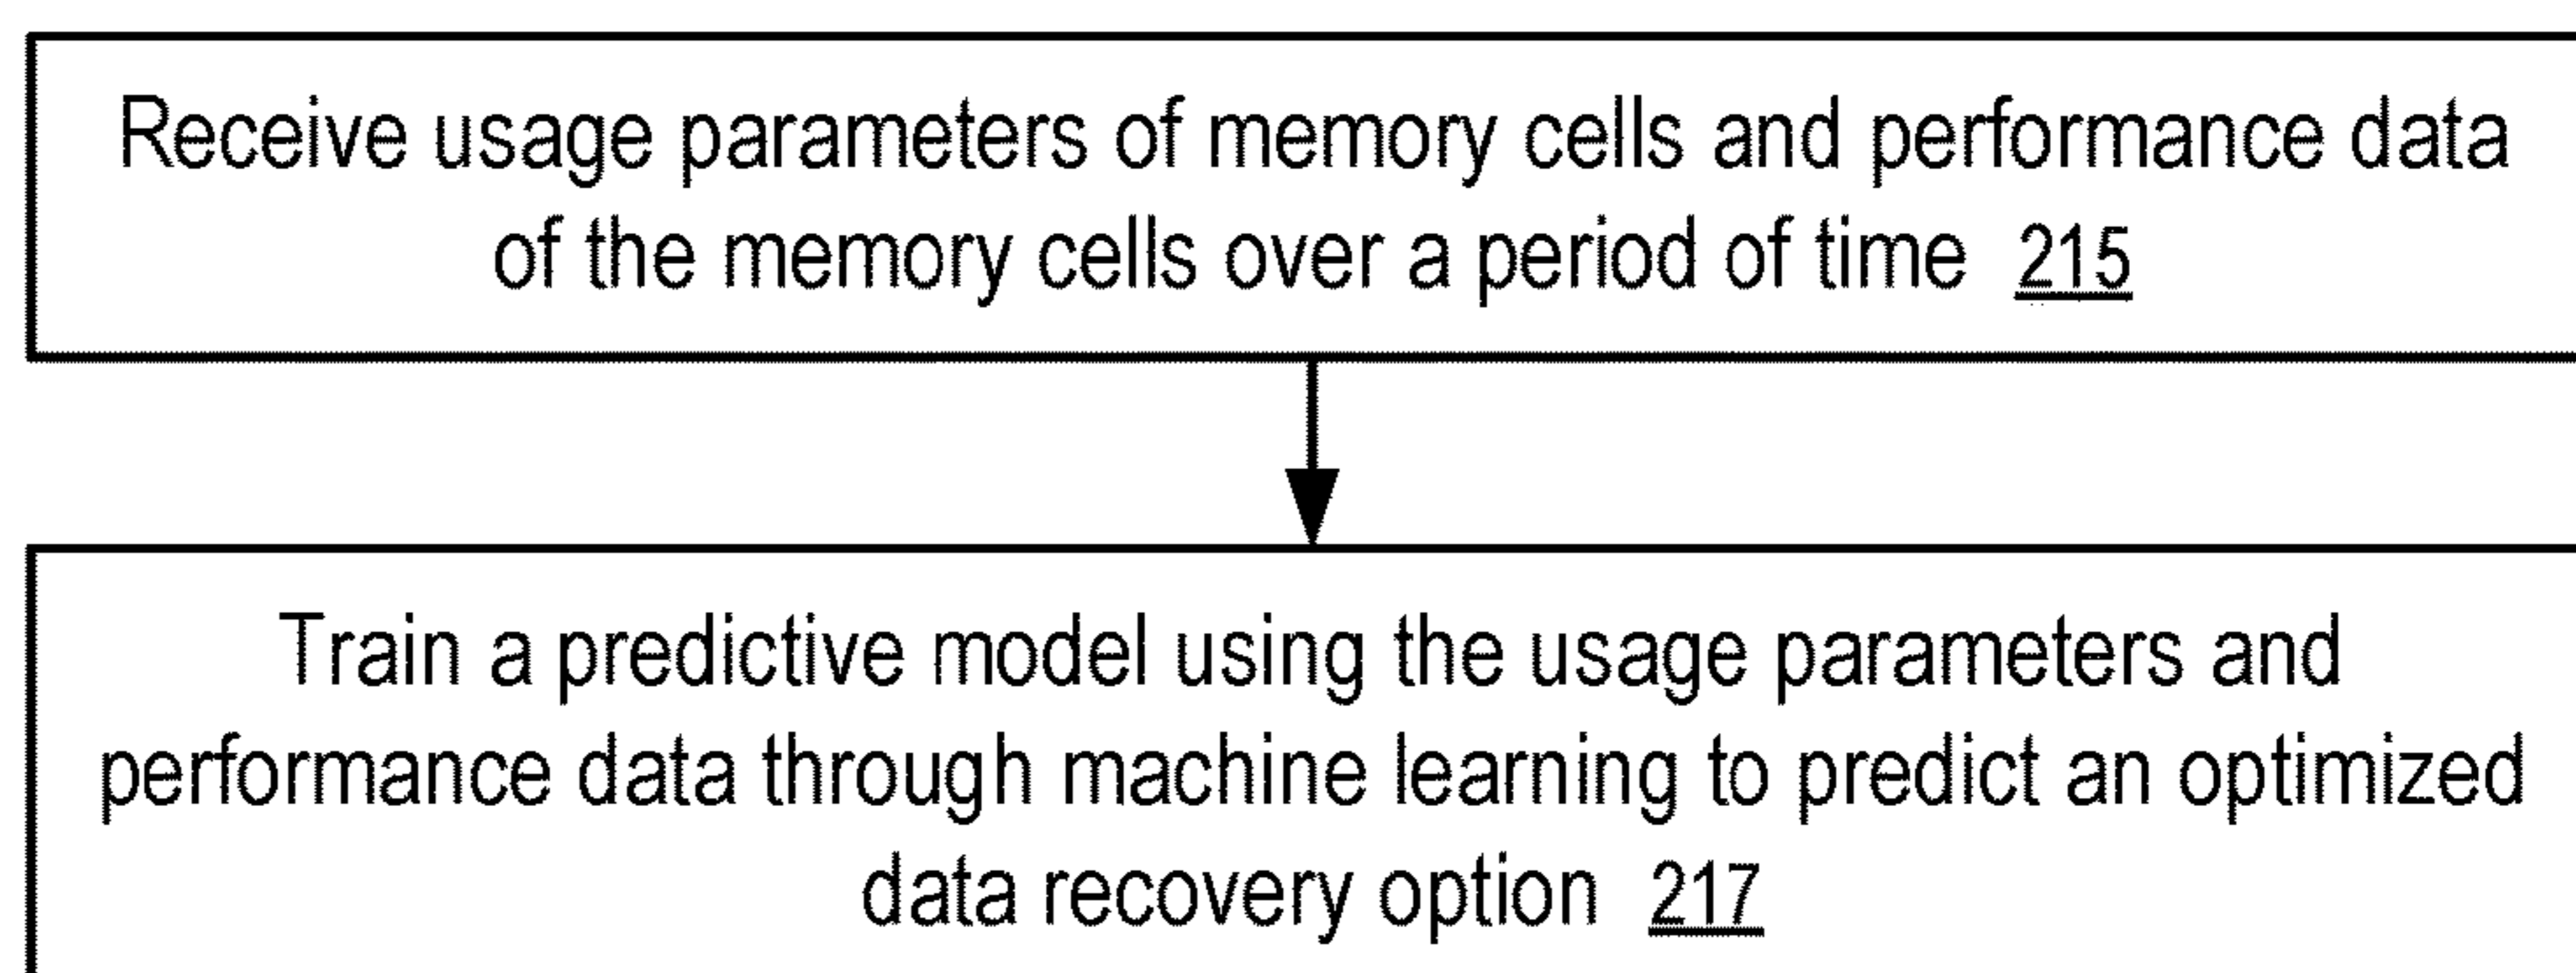 Receive usage parameters of memory cells and performance data
of the memory cells over a period of time 215
Train a predictive model using the usage parameters and
performance data through machine learning to predict an optimized
data recovery option 217